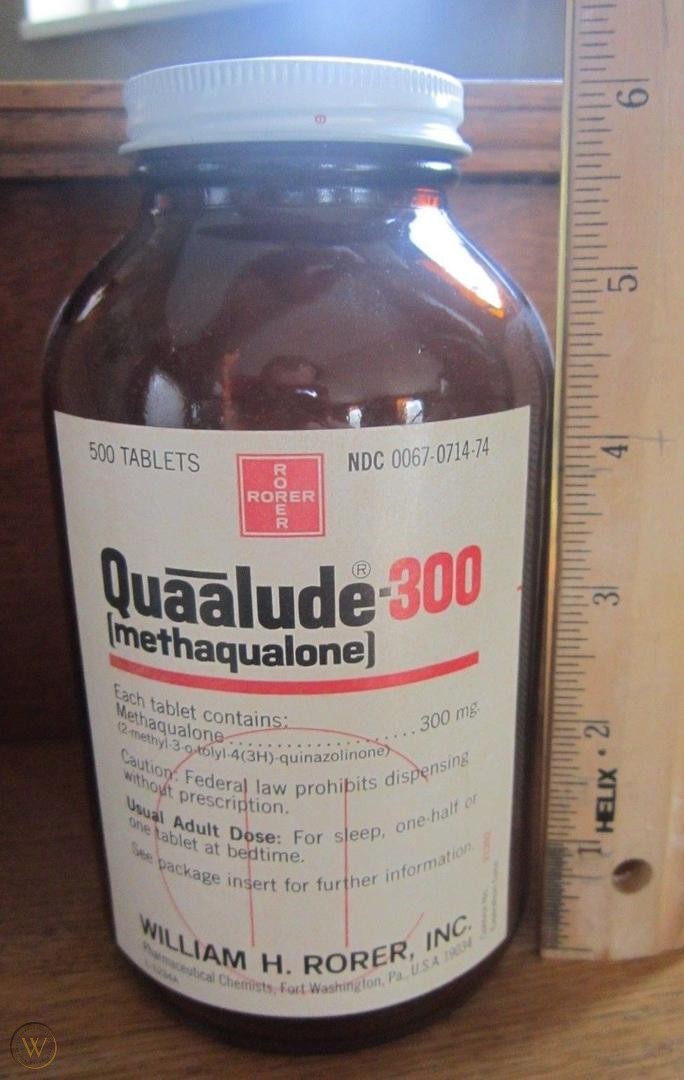 500 TABLETS
RORER
RORER
NDC 0067-0714-74
Quāālude®-300
(methaqualone)
Each tablet contains:
Methaqualone....................300 mg.
(2-methyl-3-o-tolyl-4(3H)-quinazolinone)
Caution: Federal law prohibits dispensing
without prescription.
Usual Adult Dose: For sleep, one-half or
one tablet at bedtime.
See package insert for further information.
WILLIAM H. RORER, INC.
Pharmaceutical Chemists, Fort Washington, Pa., U.S.A. 19034
6
5
4
3
2
HELIX
1
W